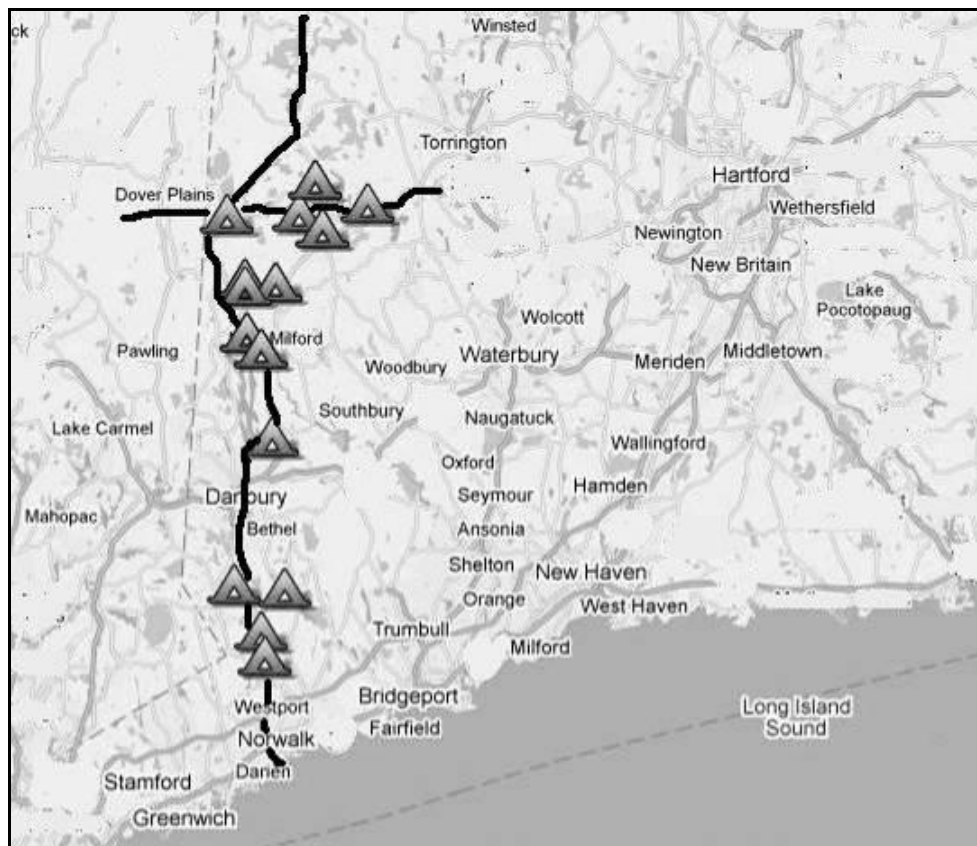 ck
Winsted
Torrington
Hartford
Dover Plains
Wethersfield
Newington
New Britain
Lake
Pocotopaug
Wolcott
Milford
Pawling
Waterbury
Middletown
Meriden
Woodbury
Southbury
Naugatuck
Lake Carmel
Wallingford
Oxford
Hamden
Seymour
Danbury
Mahopac
Bethel
Ansonia
Shelton
New Haven
Orange
West Haven
Trumbull
Milford
Bridgeport
Westport
Long Island
Sound
Fairfield
Norwalk
Darien
Stamford
Greenwich